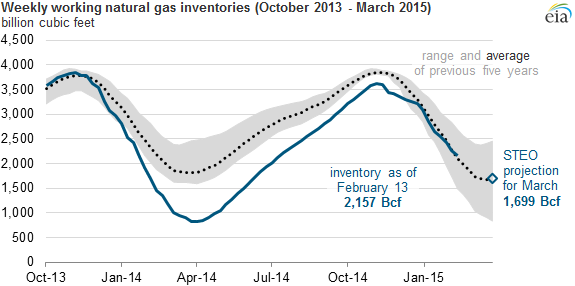 Weekly working natural gas inventories (October 2013 - March 2015)
billion cubic feet
eia
4,500
4,000
3,500
3,000
2,500
2,000
1,500
1,000
500
0
range and average
of previous five years
inventory as of
February 13
2,157 Bcf
STEO
projection
for March
1,699 Bcf
Oct-13 Jan-14 Apr-14 Jul-14 Oct-14 Jan-15